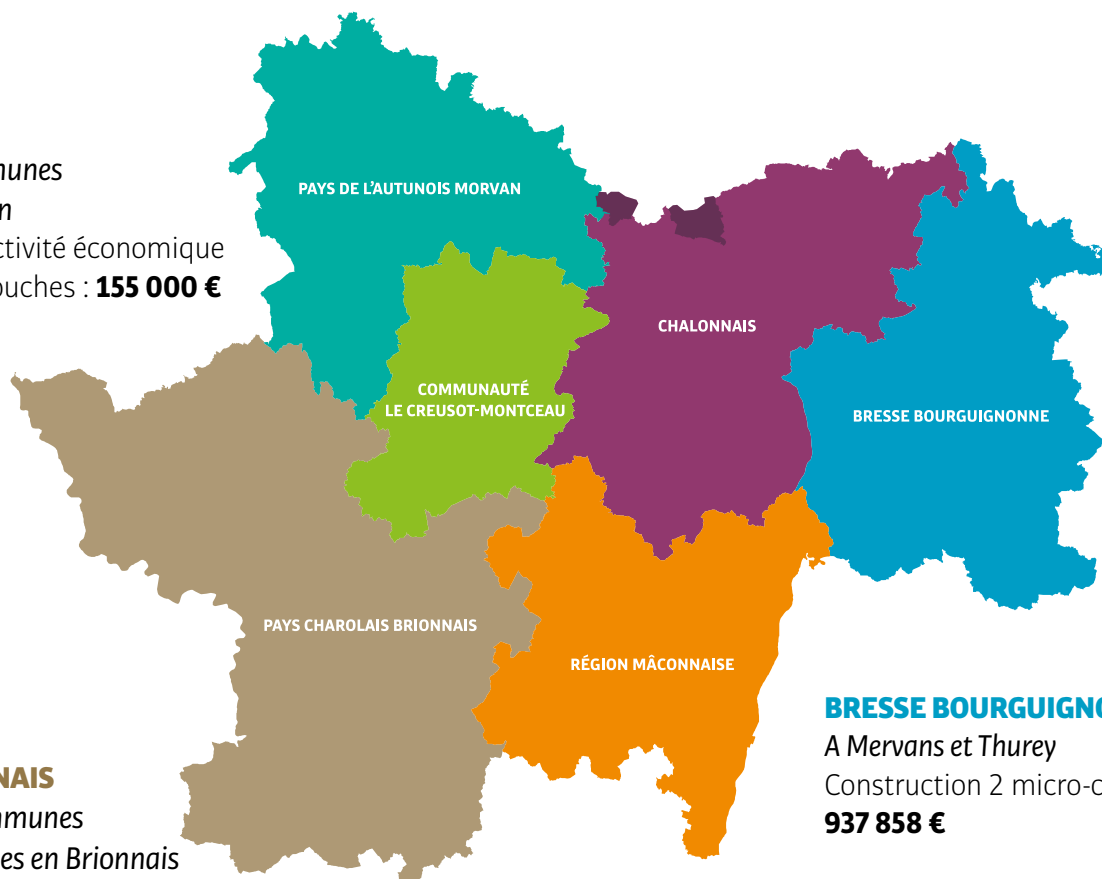 munes
n
ctivité économique
ouches : 155 000 €
PAYS DE L'AUTUNOIS MORVAN
CHALONNAIS
COMMUNAUTÉ
LE CREUSOT-MONTCEAU
BRESSE BOURGUIGNONNE
PAYS CHAROLAIS BRIONNAIS
RÉGION MÂCONNAISE
NAIS
mmunes
es en Brionnais
BRESSE BOURGUIGNO
A Mervans et Thurey
Construction 2 micro-c
937 858 €